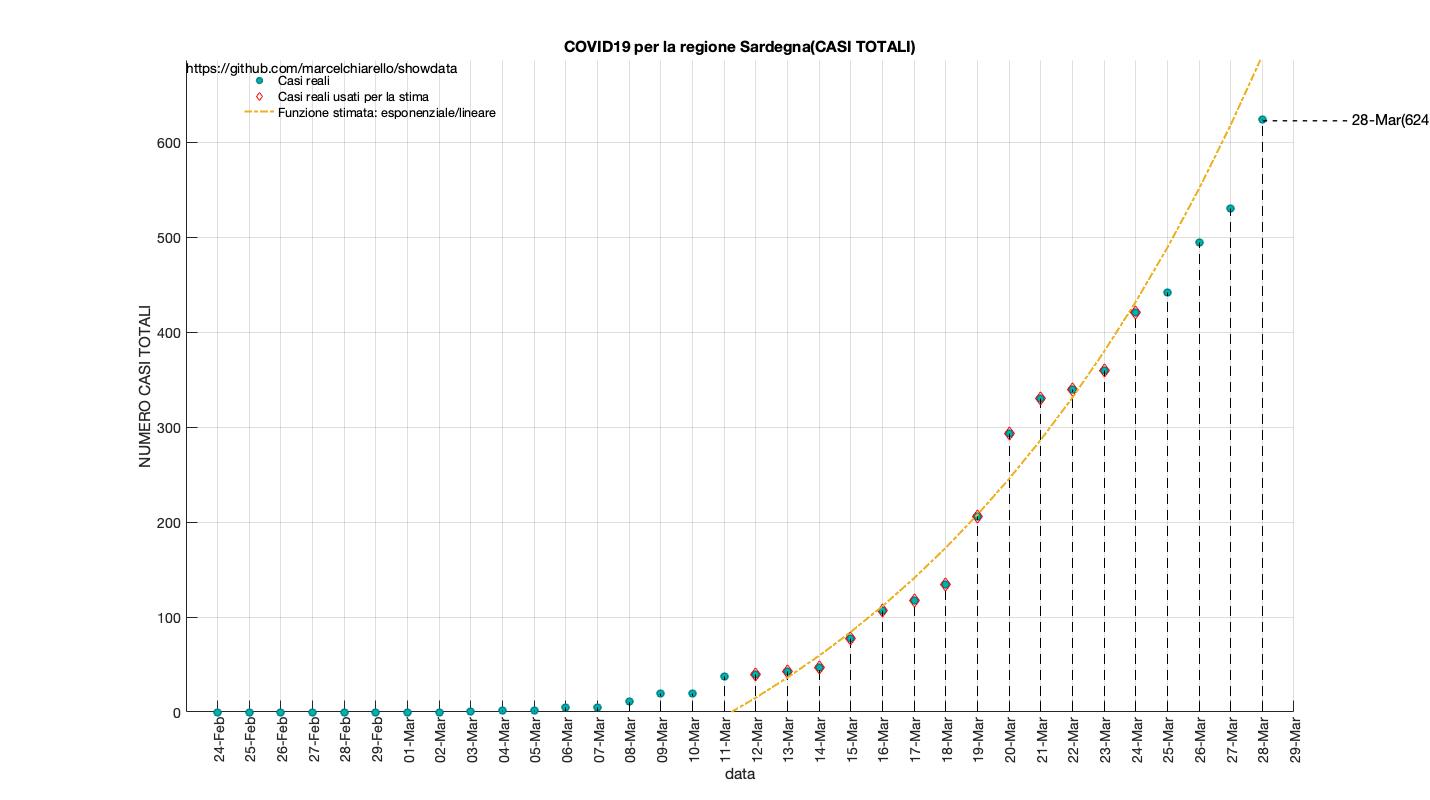 COVID19 per la regione Sardegna(CASI TOTALI)
https://github.com/marcelchiarello/showdata
Casi reali
Casi reali usati per la stima
Funzione stimata: esponenziale/lineare
28-Mar(624
NUMERO CASI TOTALI
600
500
400
300
200
100
0
24-Feb
25-Feb
26-Feb
27-Feb
28-Feb
29-Feb
01-Mar
02-Mar
03-Mar
04-Mar
05-Mar
06-Mar
07-Mar
08-Mar
09-Mar
10-Mar
11-Mar
12-Mar
13-Mar
14-Mar
15-Mar
16-Mar
17-Mar
18-Mar
19-Mar
20-Mar
21-Mar
22-Mar
23-Mar
24-Mar
25-Mar
26-Mar
27-Mar
28-Mar
29-Mar
data